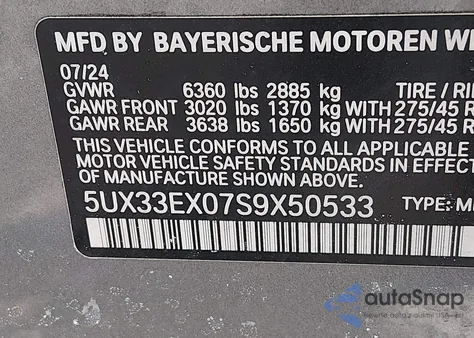 MFD BY BAYERISCHE MOTOREN WE
07/24
GVWR 6360 lbs 2885 kg TIRE / RI
GAWR FRONT 3020 lbs 1370 kg WITH 275/45 R
GAWR REAR 3638 lbs 1650 kg WITH 275/45 R
THIS VEHICLE CONFORMS TO ALL APPLICABLE
MOTOR VEHICLE SAFETY STANDARDS IN EFFECT
OF MANUFACTURE SHOWN ABOVE.
5UX33EX07S9X50533 TYPE: M
autoSnap